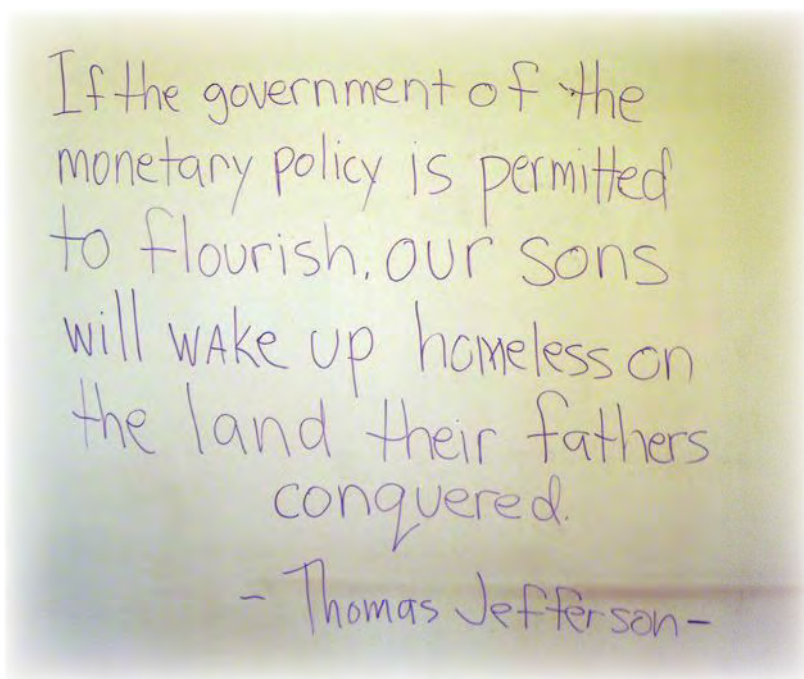 If the government of the
monetary policy is permitted
to flourish. our sons
will wake up homeless on
the land their fathers
conquered.
- Thomas Jefferson-